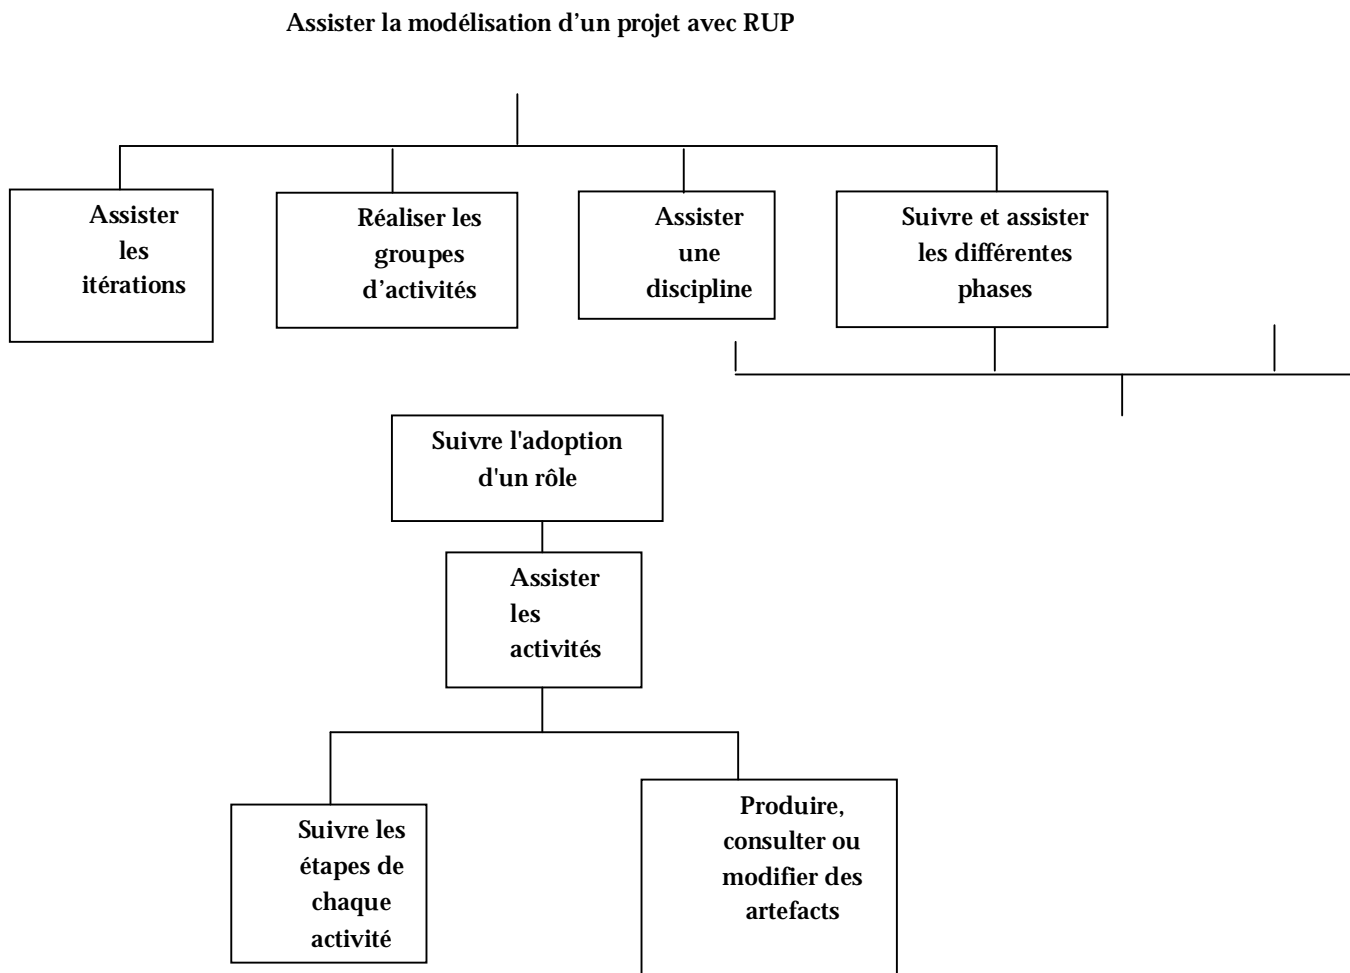 Assister la modélisation d’un projet avec RUP
Assister
les
itérations
Réaliser les
groupes
d’activités
Assister
une
discipline
Suivre et assister
les différentes
phases
Suivre l'adoption
d'un rôle
Assister
les
activités
Suivre les
étapes de
chaque
activité
Produire,
consulter ou
modifier des
artefacts